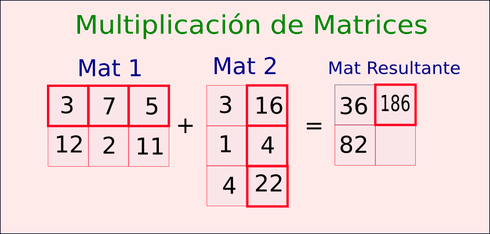 Multiplicación de Matrices
Mat 1 Mat 2 Mat Resultante
3 7 5 3 16 36 186
12 2 11 + 1 4 = 82
4 22